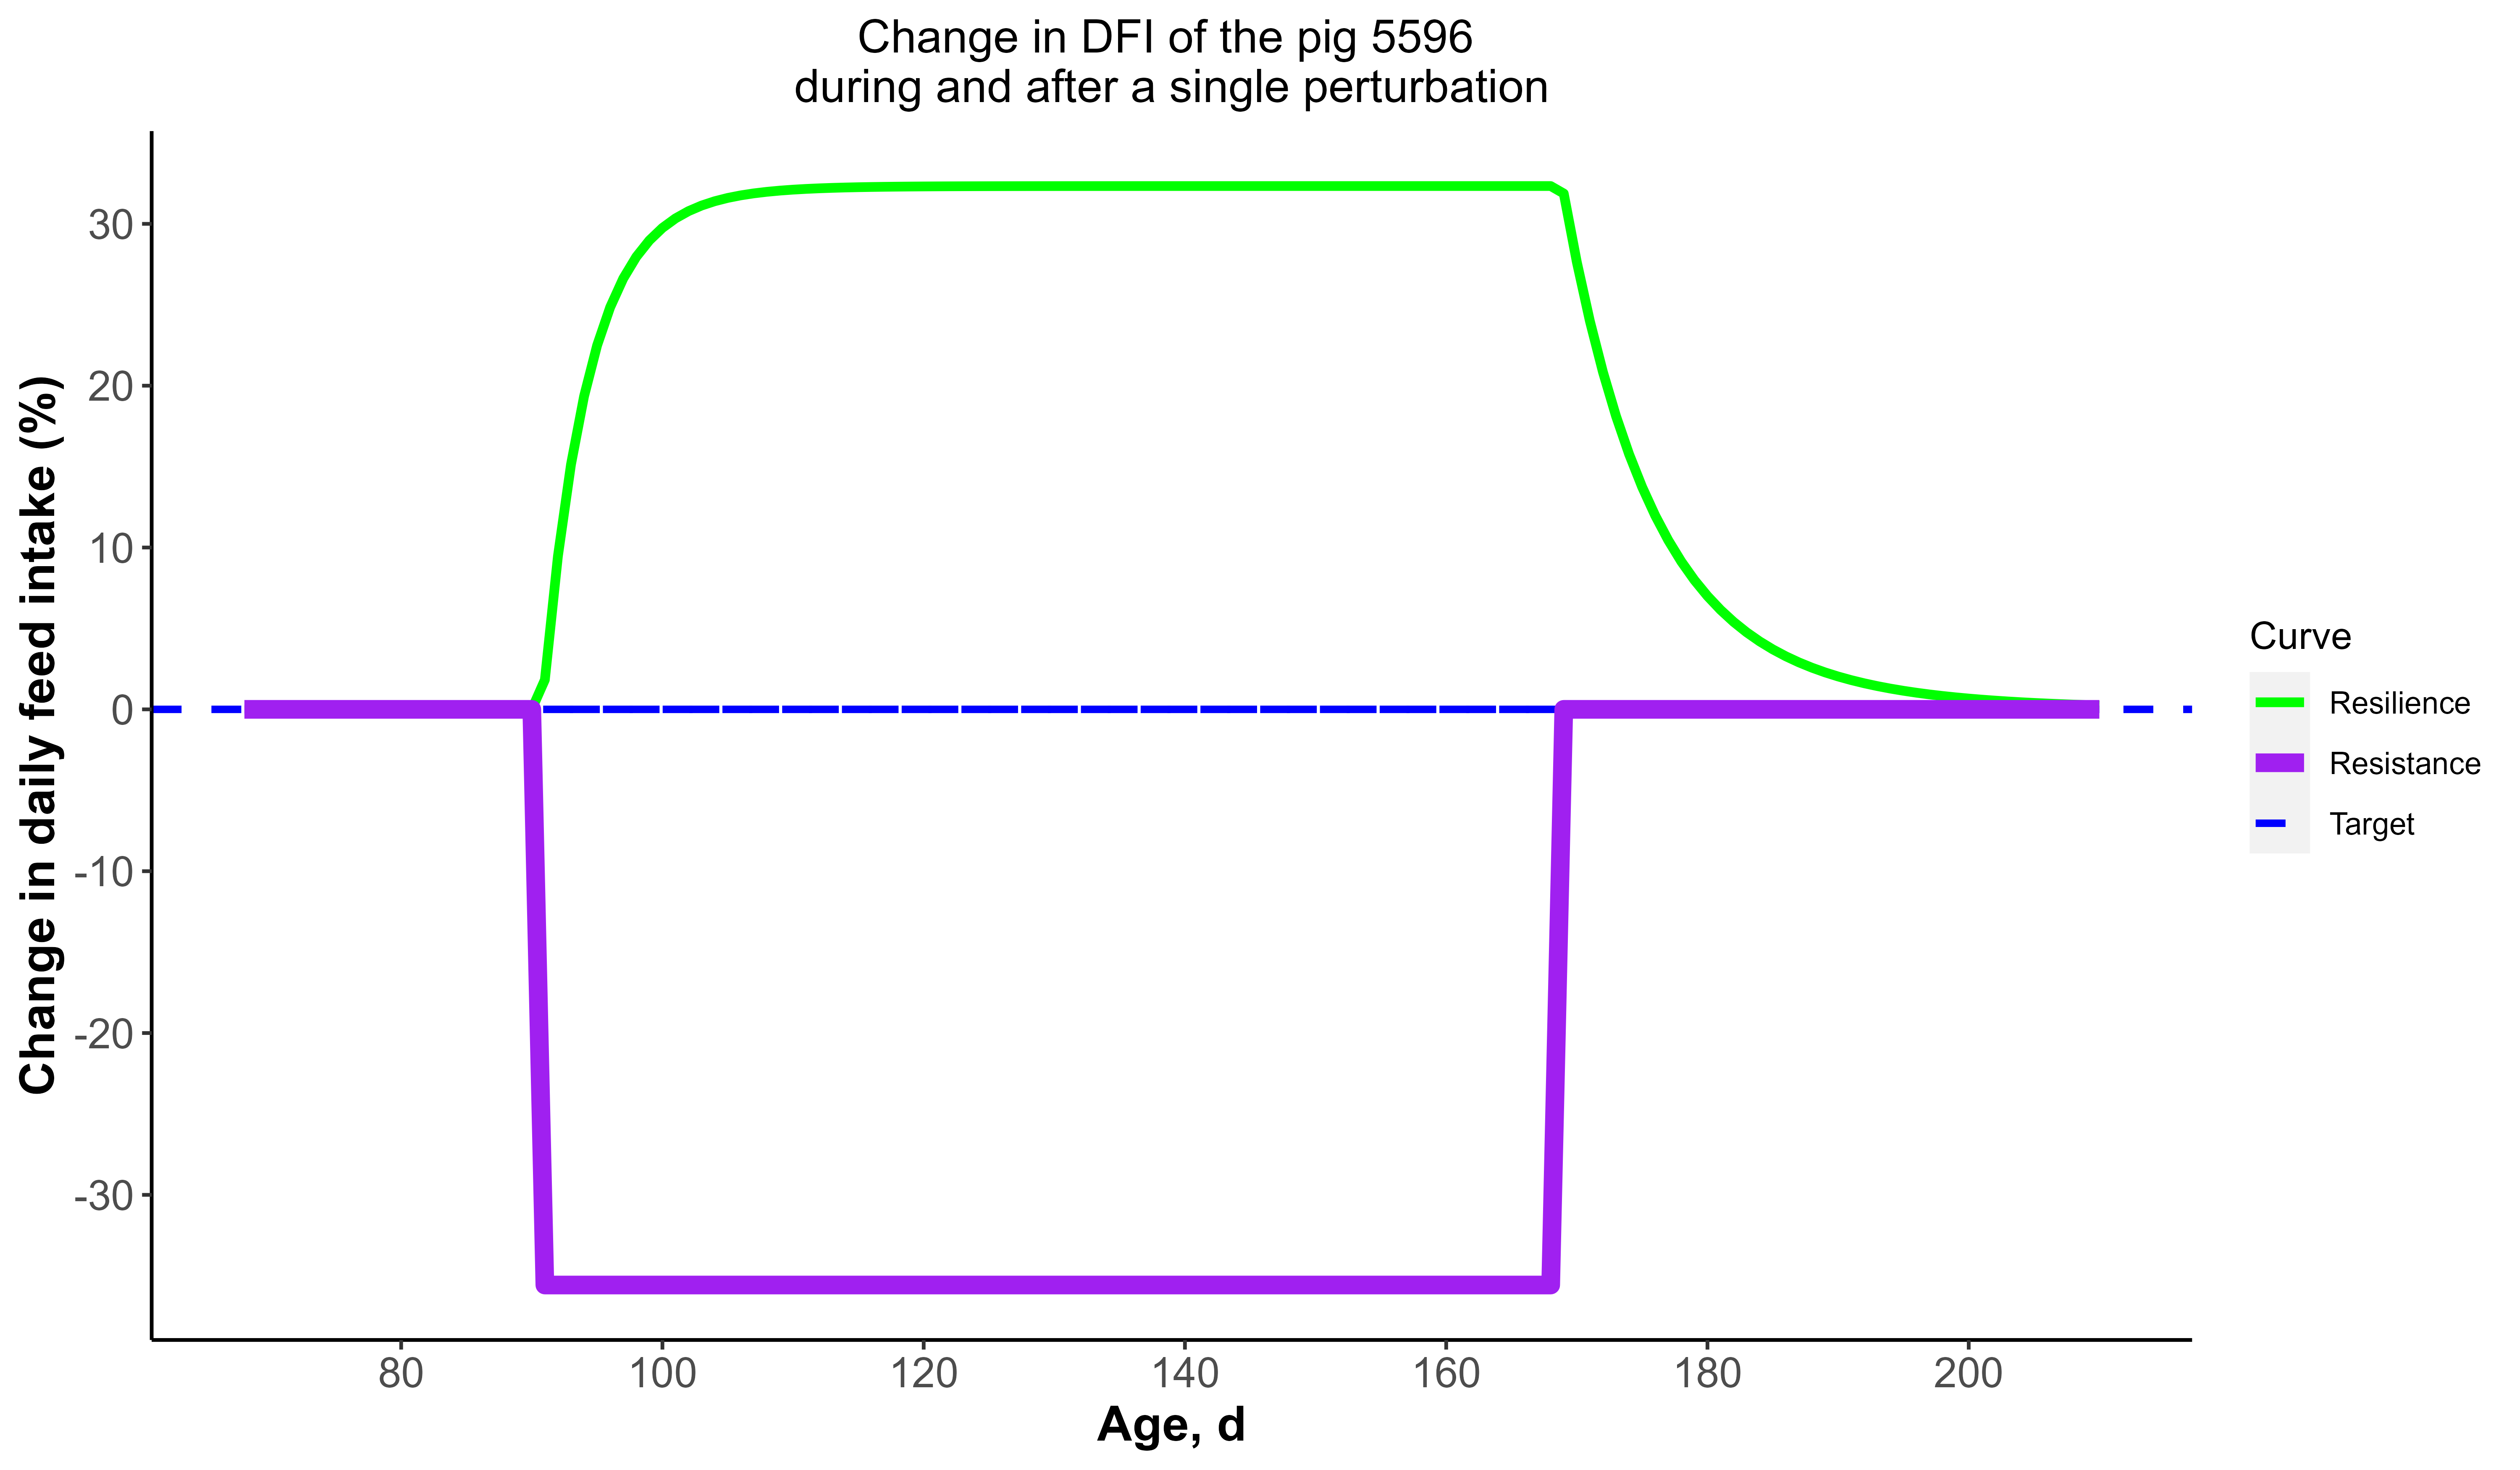 Change in DFI of the pig 5596
during and after a single perturbation
Change in daily feed intake (%)
30
20
10
0
-10
-20
-30
80 100 120 140 160 180 200
Age, d
Curve
Resilience
Resistance
Target